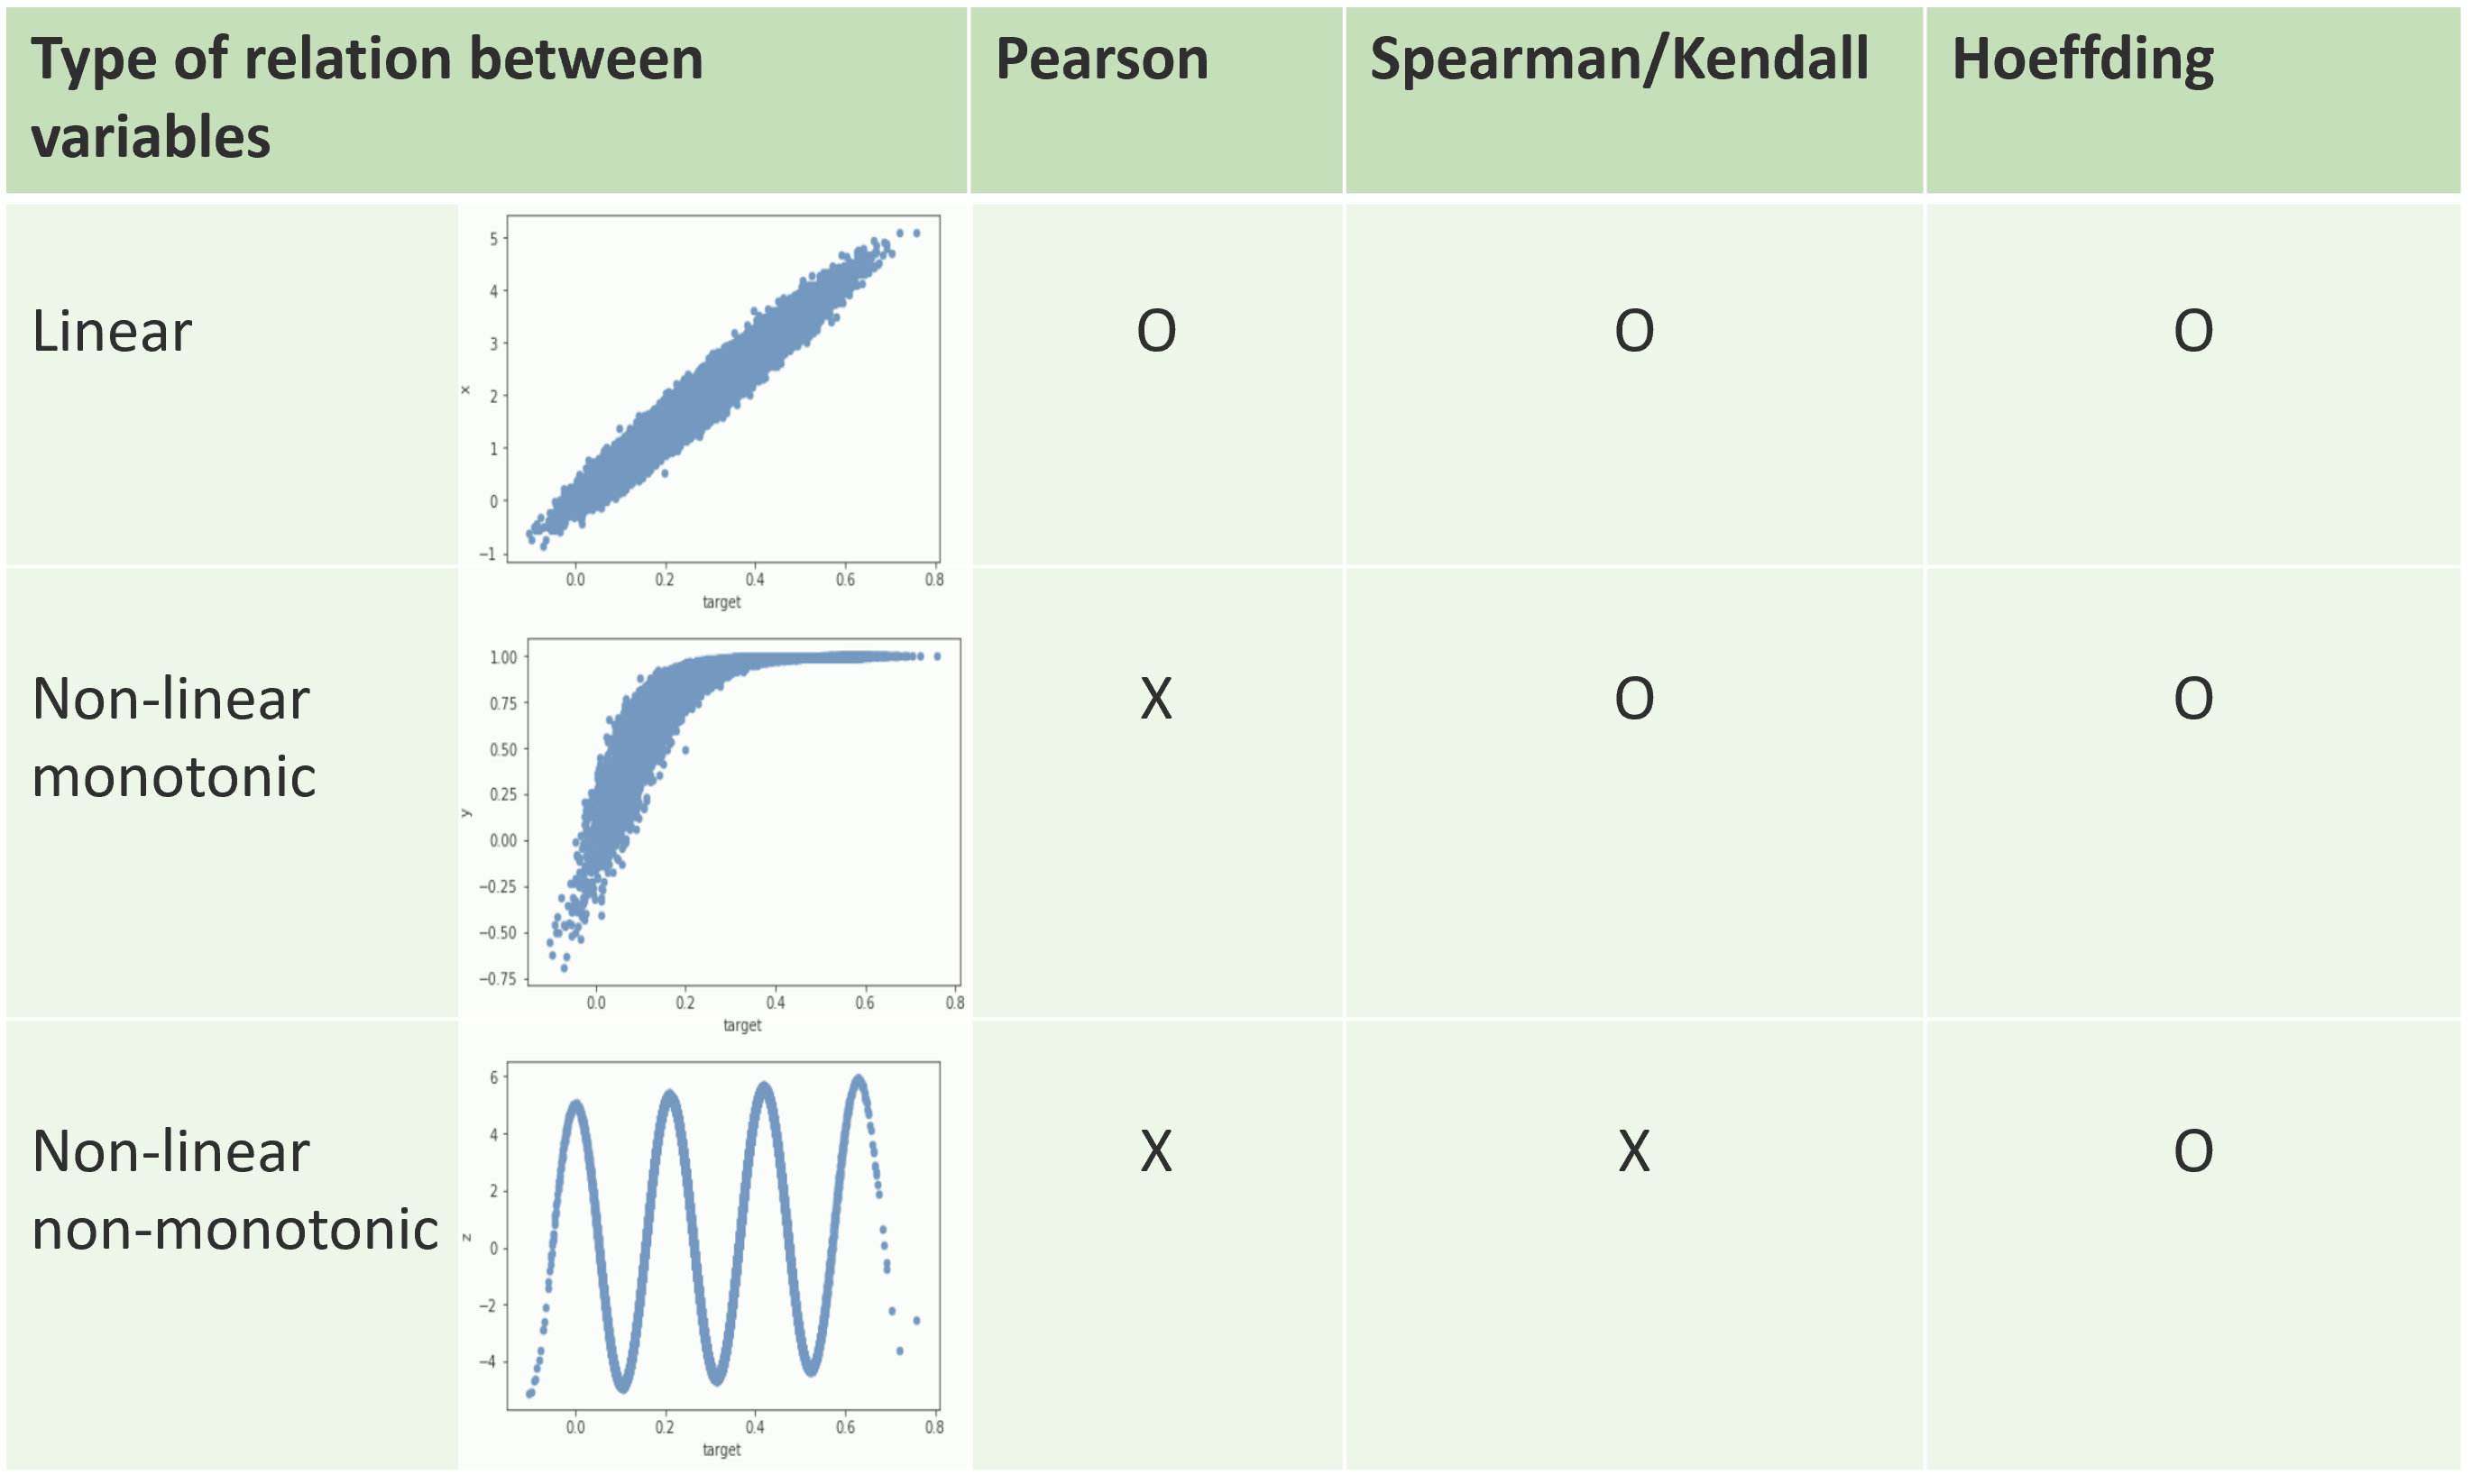 Type of relation between
variables
Pearson
Spearman/Kendall
Hoeffding
Linear
5
4
3
2
1
0
−1
x
0.0 0.2 0.4 0.6 0.8
target
O
O
O
Non-linear
monotonic
1.00
0.75
0.50
0.25
0.00
−0.25
−0.50
−0.75
y
0.0 0.2 0.4 0.6 0.8
target
X
O
O
Non-linear
non-monotonic
6
4
2
0
−2
−4
z
0.0 0.2 0.4 0.6 0.8
target
X
X
O